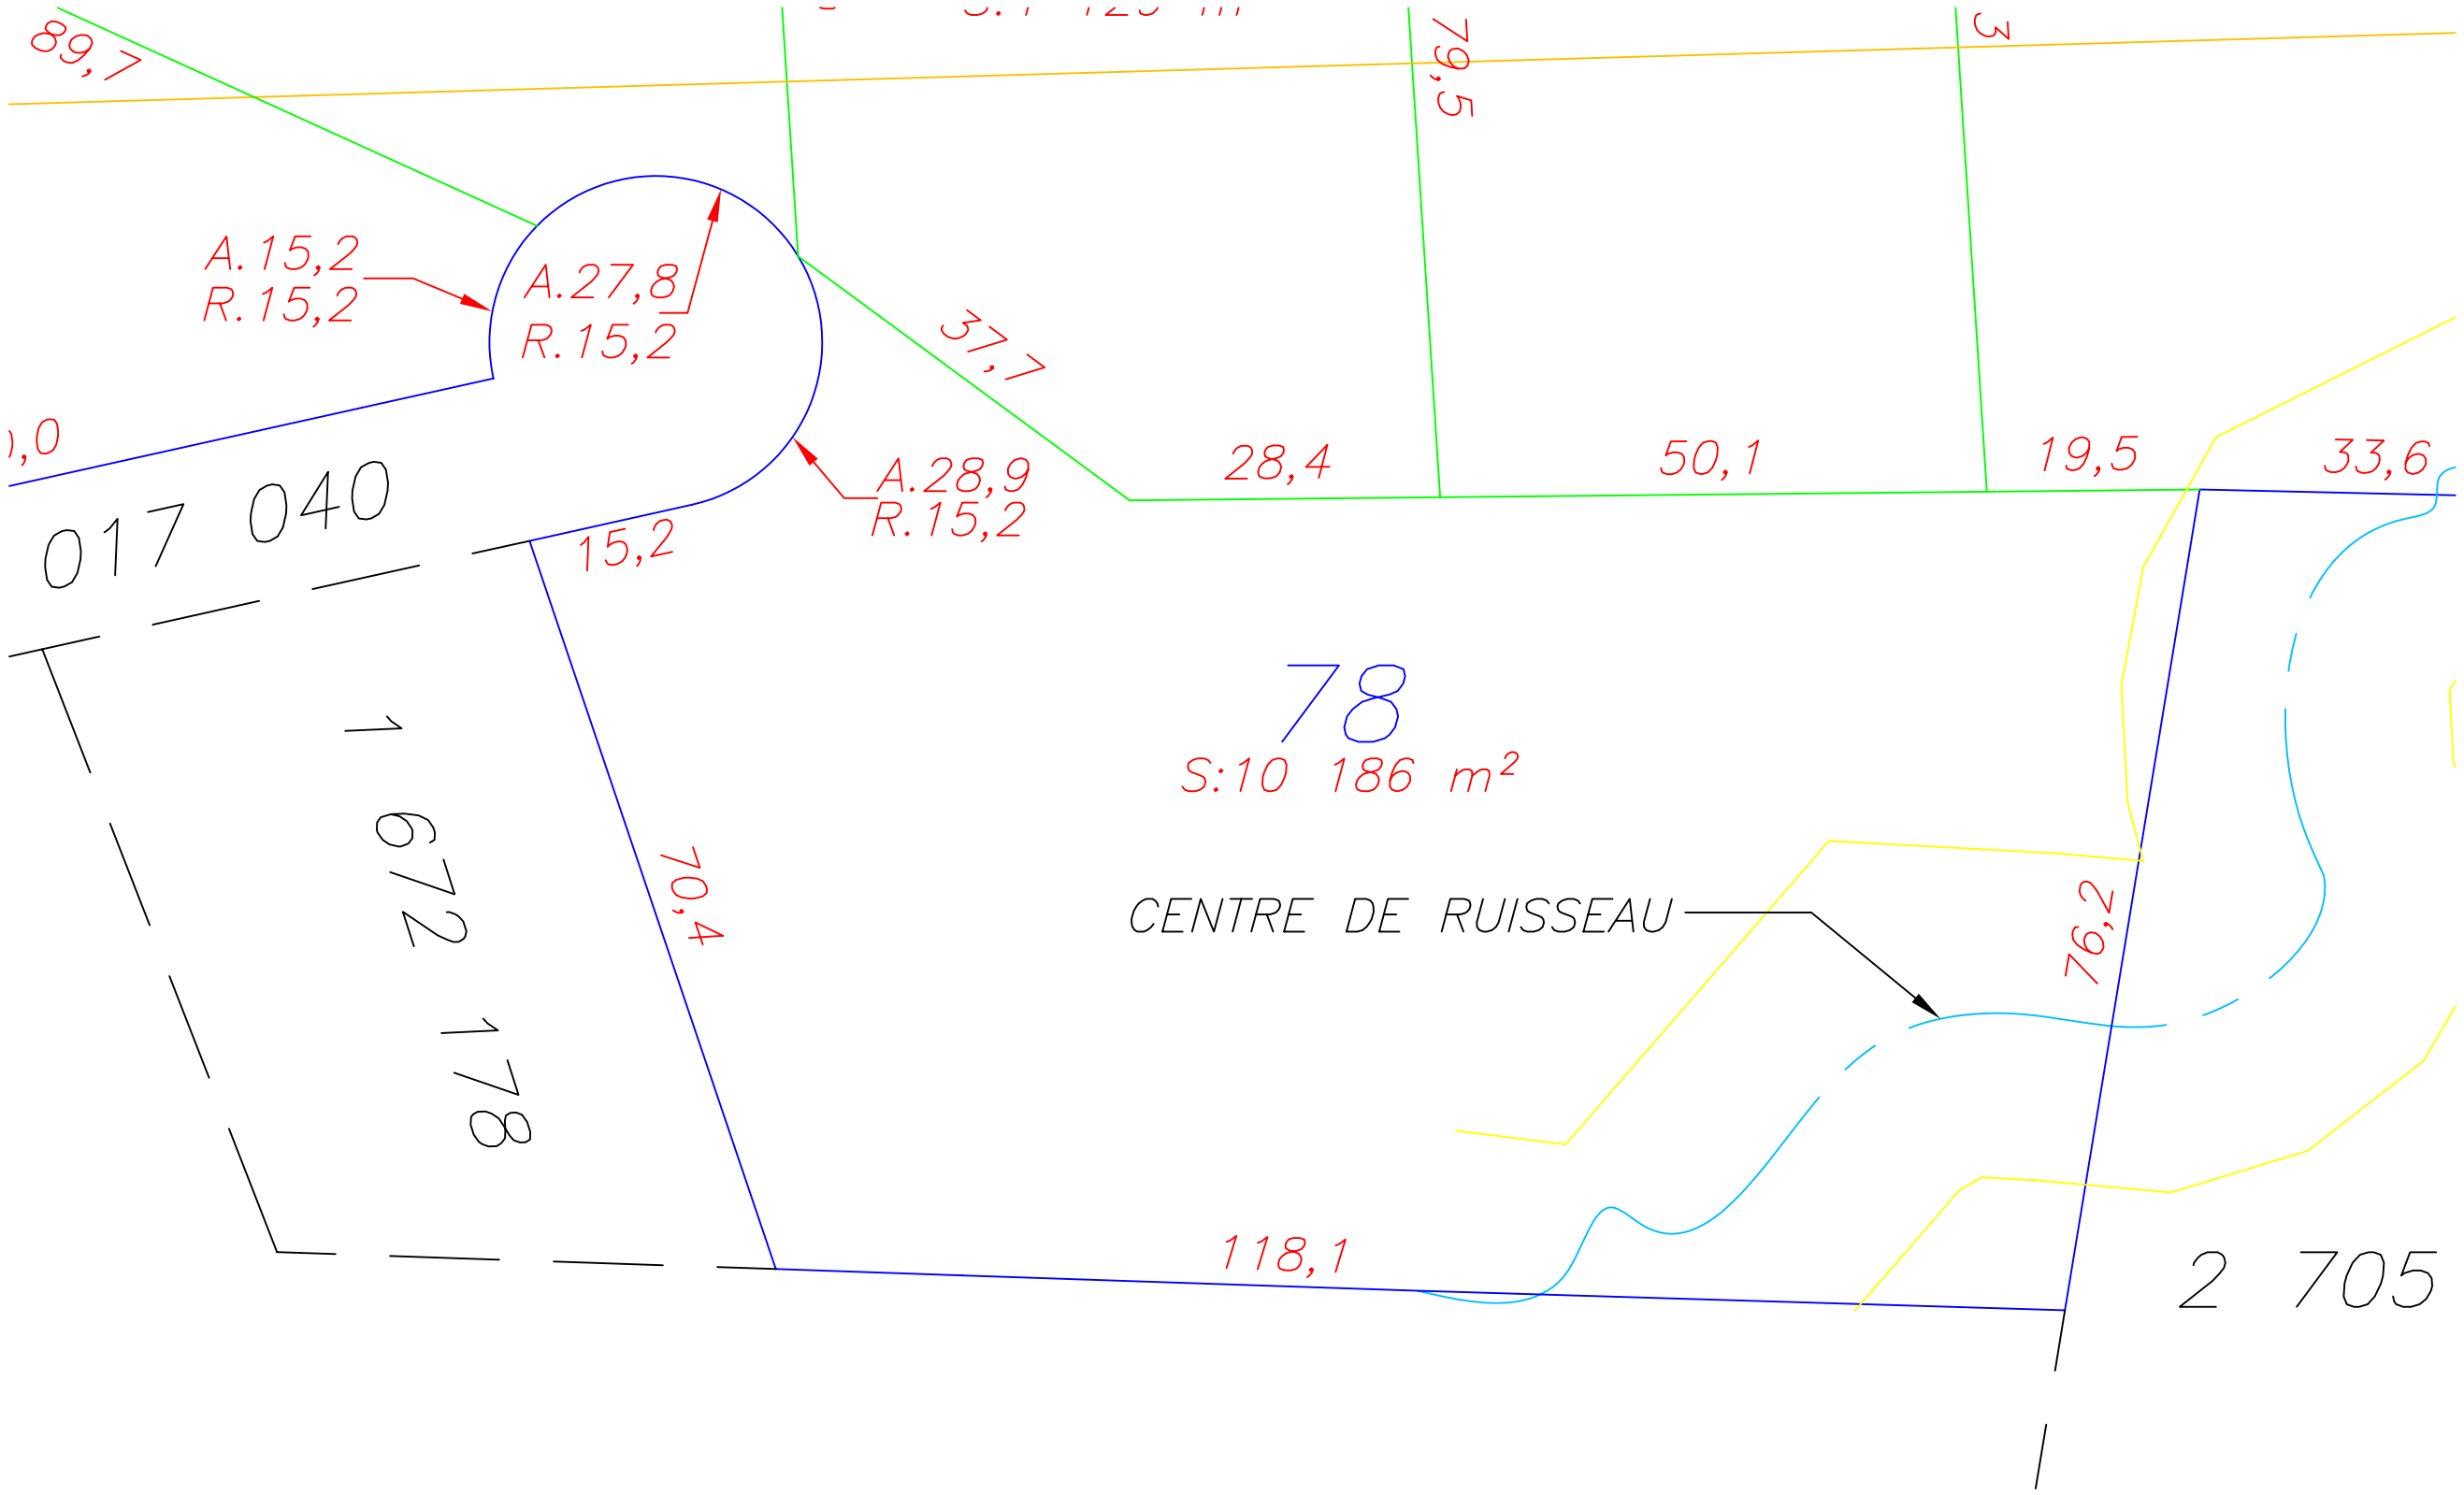 89,7
76,5
A.15,2
R.15,2
A.27,8
R.15,2
37,7
,0
017 040
A.28,9
R.15,2
28,4
50,1
19,5
33,6
15,2
1 672 178
78
S:10 186 m²
70,4
CENTRE DE RUISSEAU
76,2
118,1
2 705